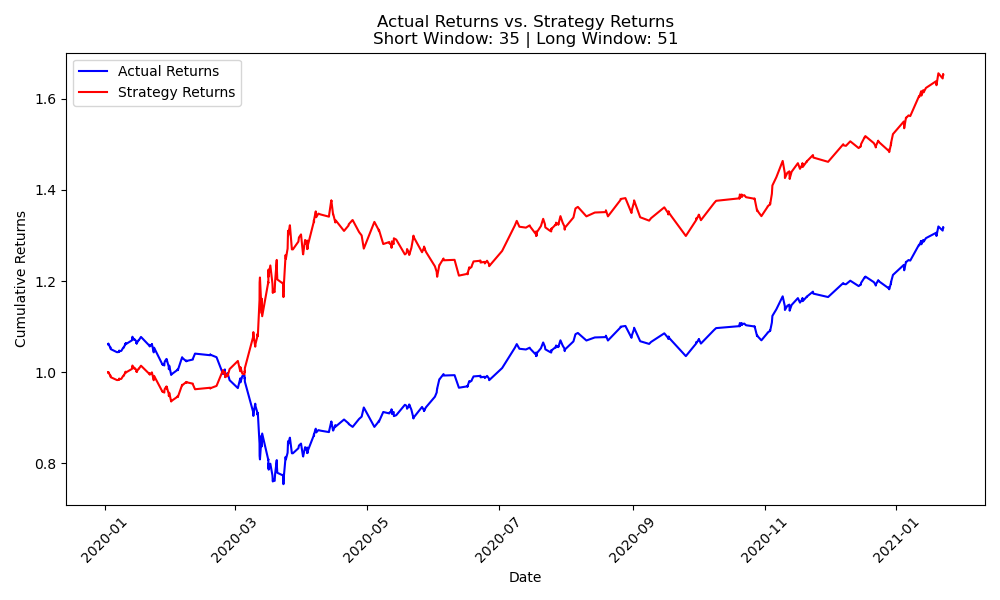 Actual Returns vs. Strategy Returns
Short Window: 35 | Long Window: 51
Actual Returns
Strategy Returns
Cumulative Returns
1.6
1.4
1.2
1.0
0.8
2020-01
2020-03
2020-05
2020-07
2020-09
2020-11
2021-01
Date